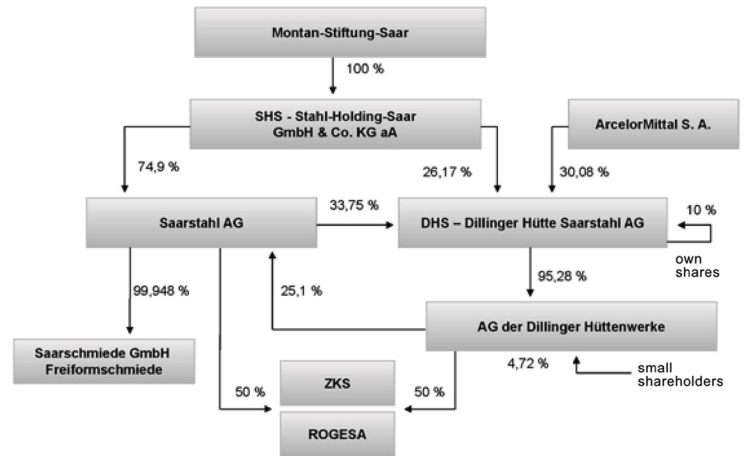 Montan-Stiftung-Saar
100 %
SHS - Stahl-Holding-Saar
GmbH & Co. KG aA
ArcelorMittal S. A.
74,9 %
26,17 %
30,08 %
Saarstahl AG
33,75 %
DHS – Dillinger Hütte Saarstahl AG
10 %
own
shares
99,948 %
25,1 %
95,28 %
AG der Dillinger Hüttenwerke
Saarschmiede GmbH
Freiformschmiede
4,72 %
small
shareholders
50 %
ZKS
50 %
ROGESA